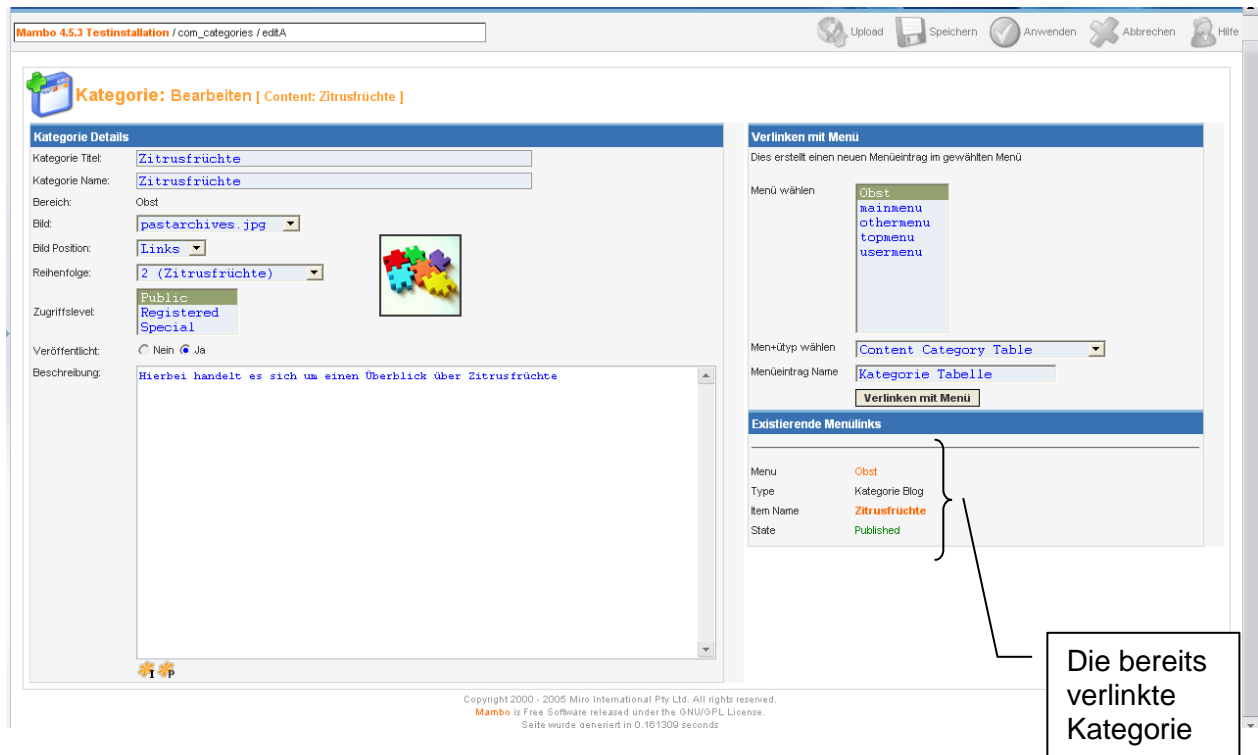 Mambo 4.5.3 Testinstallation / com_categories / editA
Upload Speichern Anwenden Abbrechen Hilfe
Kategorie: Bearbeiten [ Content: Zitrusfrüchte ]
Kategorie Details
Kategorie Titel: Zitrusfrüchte
Kategorie Name: Zitrusfrüchte
Bereich: Obst
Bild: pastarchives.jpg
Bild Position: Links
Reihenfolge: 2 (Zitrusfrüchte)
Zugriffslevel: Public
Registered
Special
Veröffentlicht: Nein Ja
Beschreibung: Hierbei handelt es sich um einen Überblick über Zitrusfrüchte
I P
Verlinken mit Menü
Dies erstellt einen neuen Menüeintrag im gewählten Menü
Menü wählen Obst
mainmenu
othermenu
topmenu
usermenu
Men+ütyp wählen Content Category Table
Menüeintrag Name Kategorie Tabelle
Verlinken mit Menü
Existierende Menülinks
Menu Obst
Type Kategorie Blog
Item Name Zitrusfrüchte
State Published
Die bereits
verlinkte
Kategorie
Copyright 2000 - 2005 Miro International Pty Ltd. All rights reserved.
Mambo is Free Software released under the GNU/GPL License.
Seite wurde generiert in 0.161309 seconds